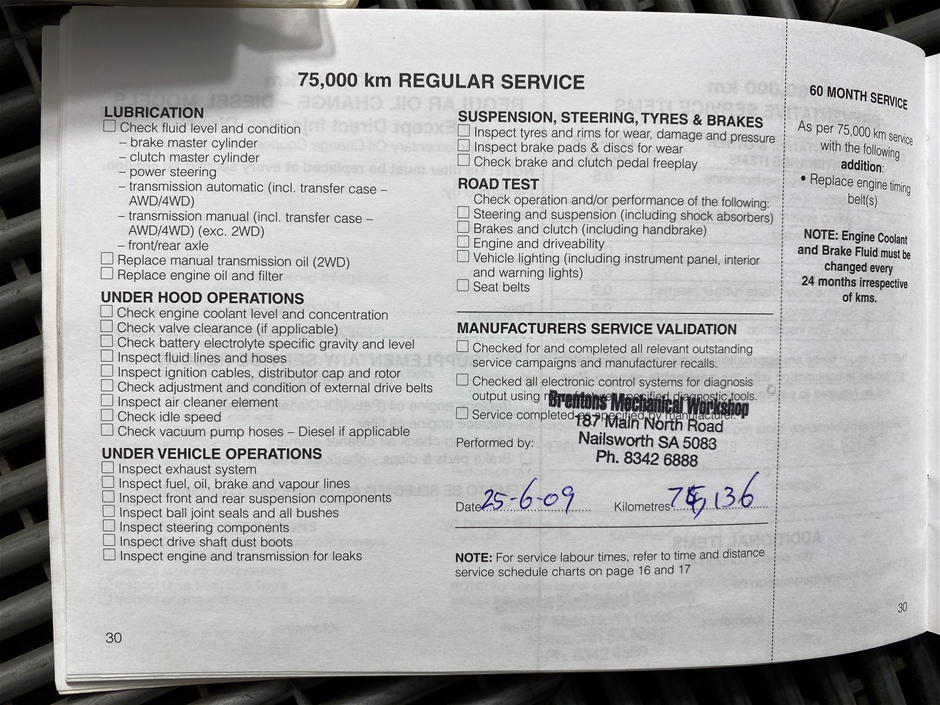 75,000 km REGULAR SERVICE
LUBRICATION
Check fluid level and condition
– brake master cylinder
– clutch master cylinder
– power steering
– transmission automatic (incl. transfer case –
AWD/4WD)
– transmission manual (incl. transfer case –
AWD/4WD) (exc. 2WD)
– front/rear axle
Replace manual transmission oil (2WD)
Replace engine oil and filter
UNDER HOOD OPERATIONS
Check engine coolant level and concentration
Check valve clearance (if applicable)
Check battery electrolyte specific gravity and level
Inspect fluid lines and hoses
Inspect ignition cables, distributor cap and rotor
Check adjustment and condition of external drive belts
Inspect air cleaner element
Check idle speed
Check vacuum pump hoses – Diesel if applicable
UNDER VEHICLE OPERATIONS
Inspect exhaust system
Inspect fuel, oil, brake and vapour lines
Inspect front and rear suspension components
Inspect ball joint seals and all bushes
Inspect steering components
Inspect drive shaft dust boots
Inspect engine and transmission for leaks
30
SUSPENSION, STEERING, TYRES & BRAKES
Inspect tyres and rims for wear, damage and pressure
Inspect brake pads & discs for wear
Check brake and clutch pedal freeplay
ROAD TEST
Check operation and/or performance of the following:
Steering and suspension (including shock absorbers)
Brakes and clutch (including handbrake)
Engine and driveability
Vehicle lighting (including instrument panel, interior
and warning lights)
Seat belts
MANUFACTURERS SERVICE VALIDATION
Checked for and completed all relevant outstanding
service campaigns and manufacturer recalls.
Checked all electronic control systems for diagnosis
output using specified diagnostic tools.
Brentons Mechanical Workshop
Service completed as specified by manufacturer.
187 Main North Road
Performed by:
Nailsworth SA 5083
Ph. 8342 6888
Date 25-6-09 Kilometres 75,136
NOTE: For service labour times, refer to time and distance
service schedule charts on page 16 and 17
60 MONTH SERVICE
As per 75,000 km service
with the following
addition:
• Replace engine timing
belt(s)
NOTE: Engine Coolant
and Brake Fluid must be
changed every
24 months irrespective
of kms.
30